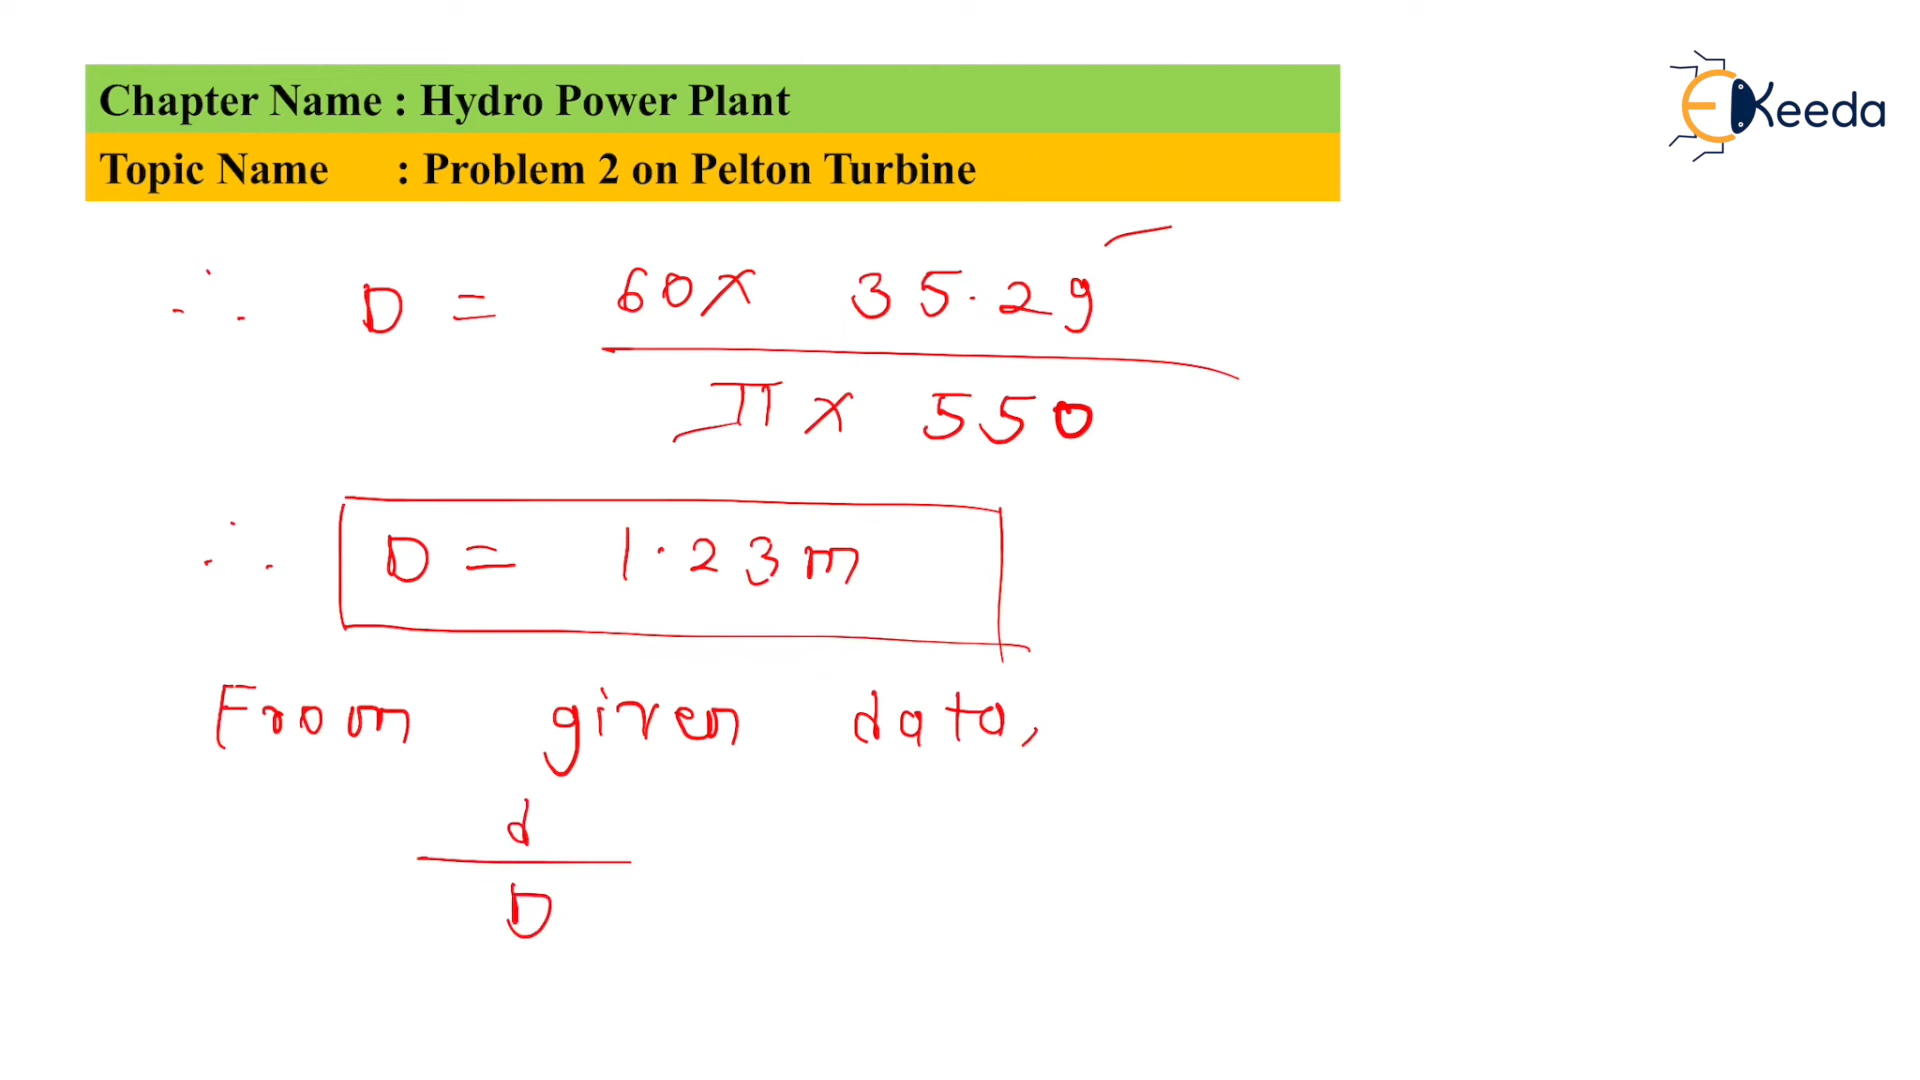 Chapter Name : Hydro Power Plant
Topic Name : Problem 2 on Pelton Turbine
EKeeda
∴ D = 60 x 35.29
π x 550
∴ D = 1.23 m
From given data,
d
D